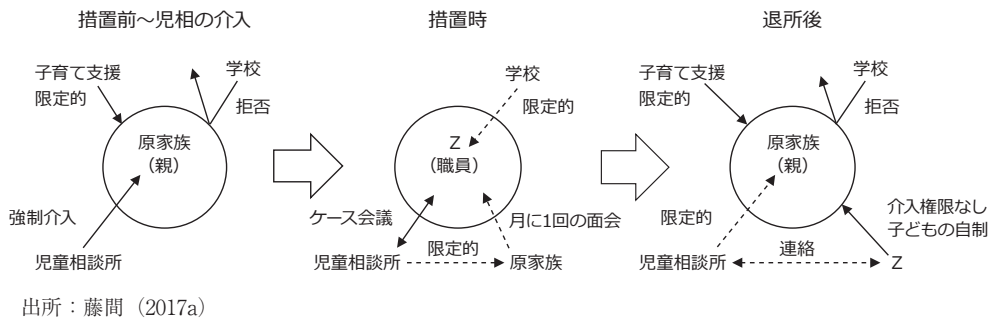 措置前～児相の介入
子育て支援
限定的
学校
拒否
原家族
（親）
強制介入
児童相談所
措置時
学校
限定的
Z
（職員）
ケース会議
月に1回の面会
限定的
児童相談所
原家族
退所後
子育て支援
限定的
学校
拒否
原家族
（親）
限定的
介入権限なし
子どもの自制
連絡
児童相談所
Z
出所：藤間（2017a）